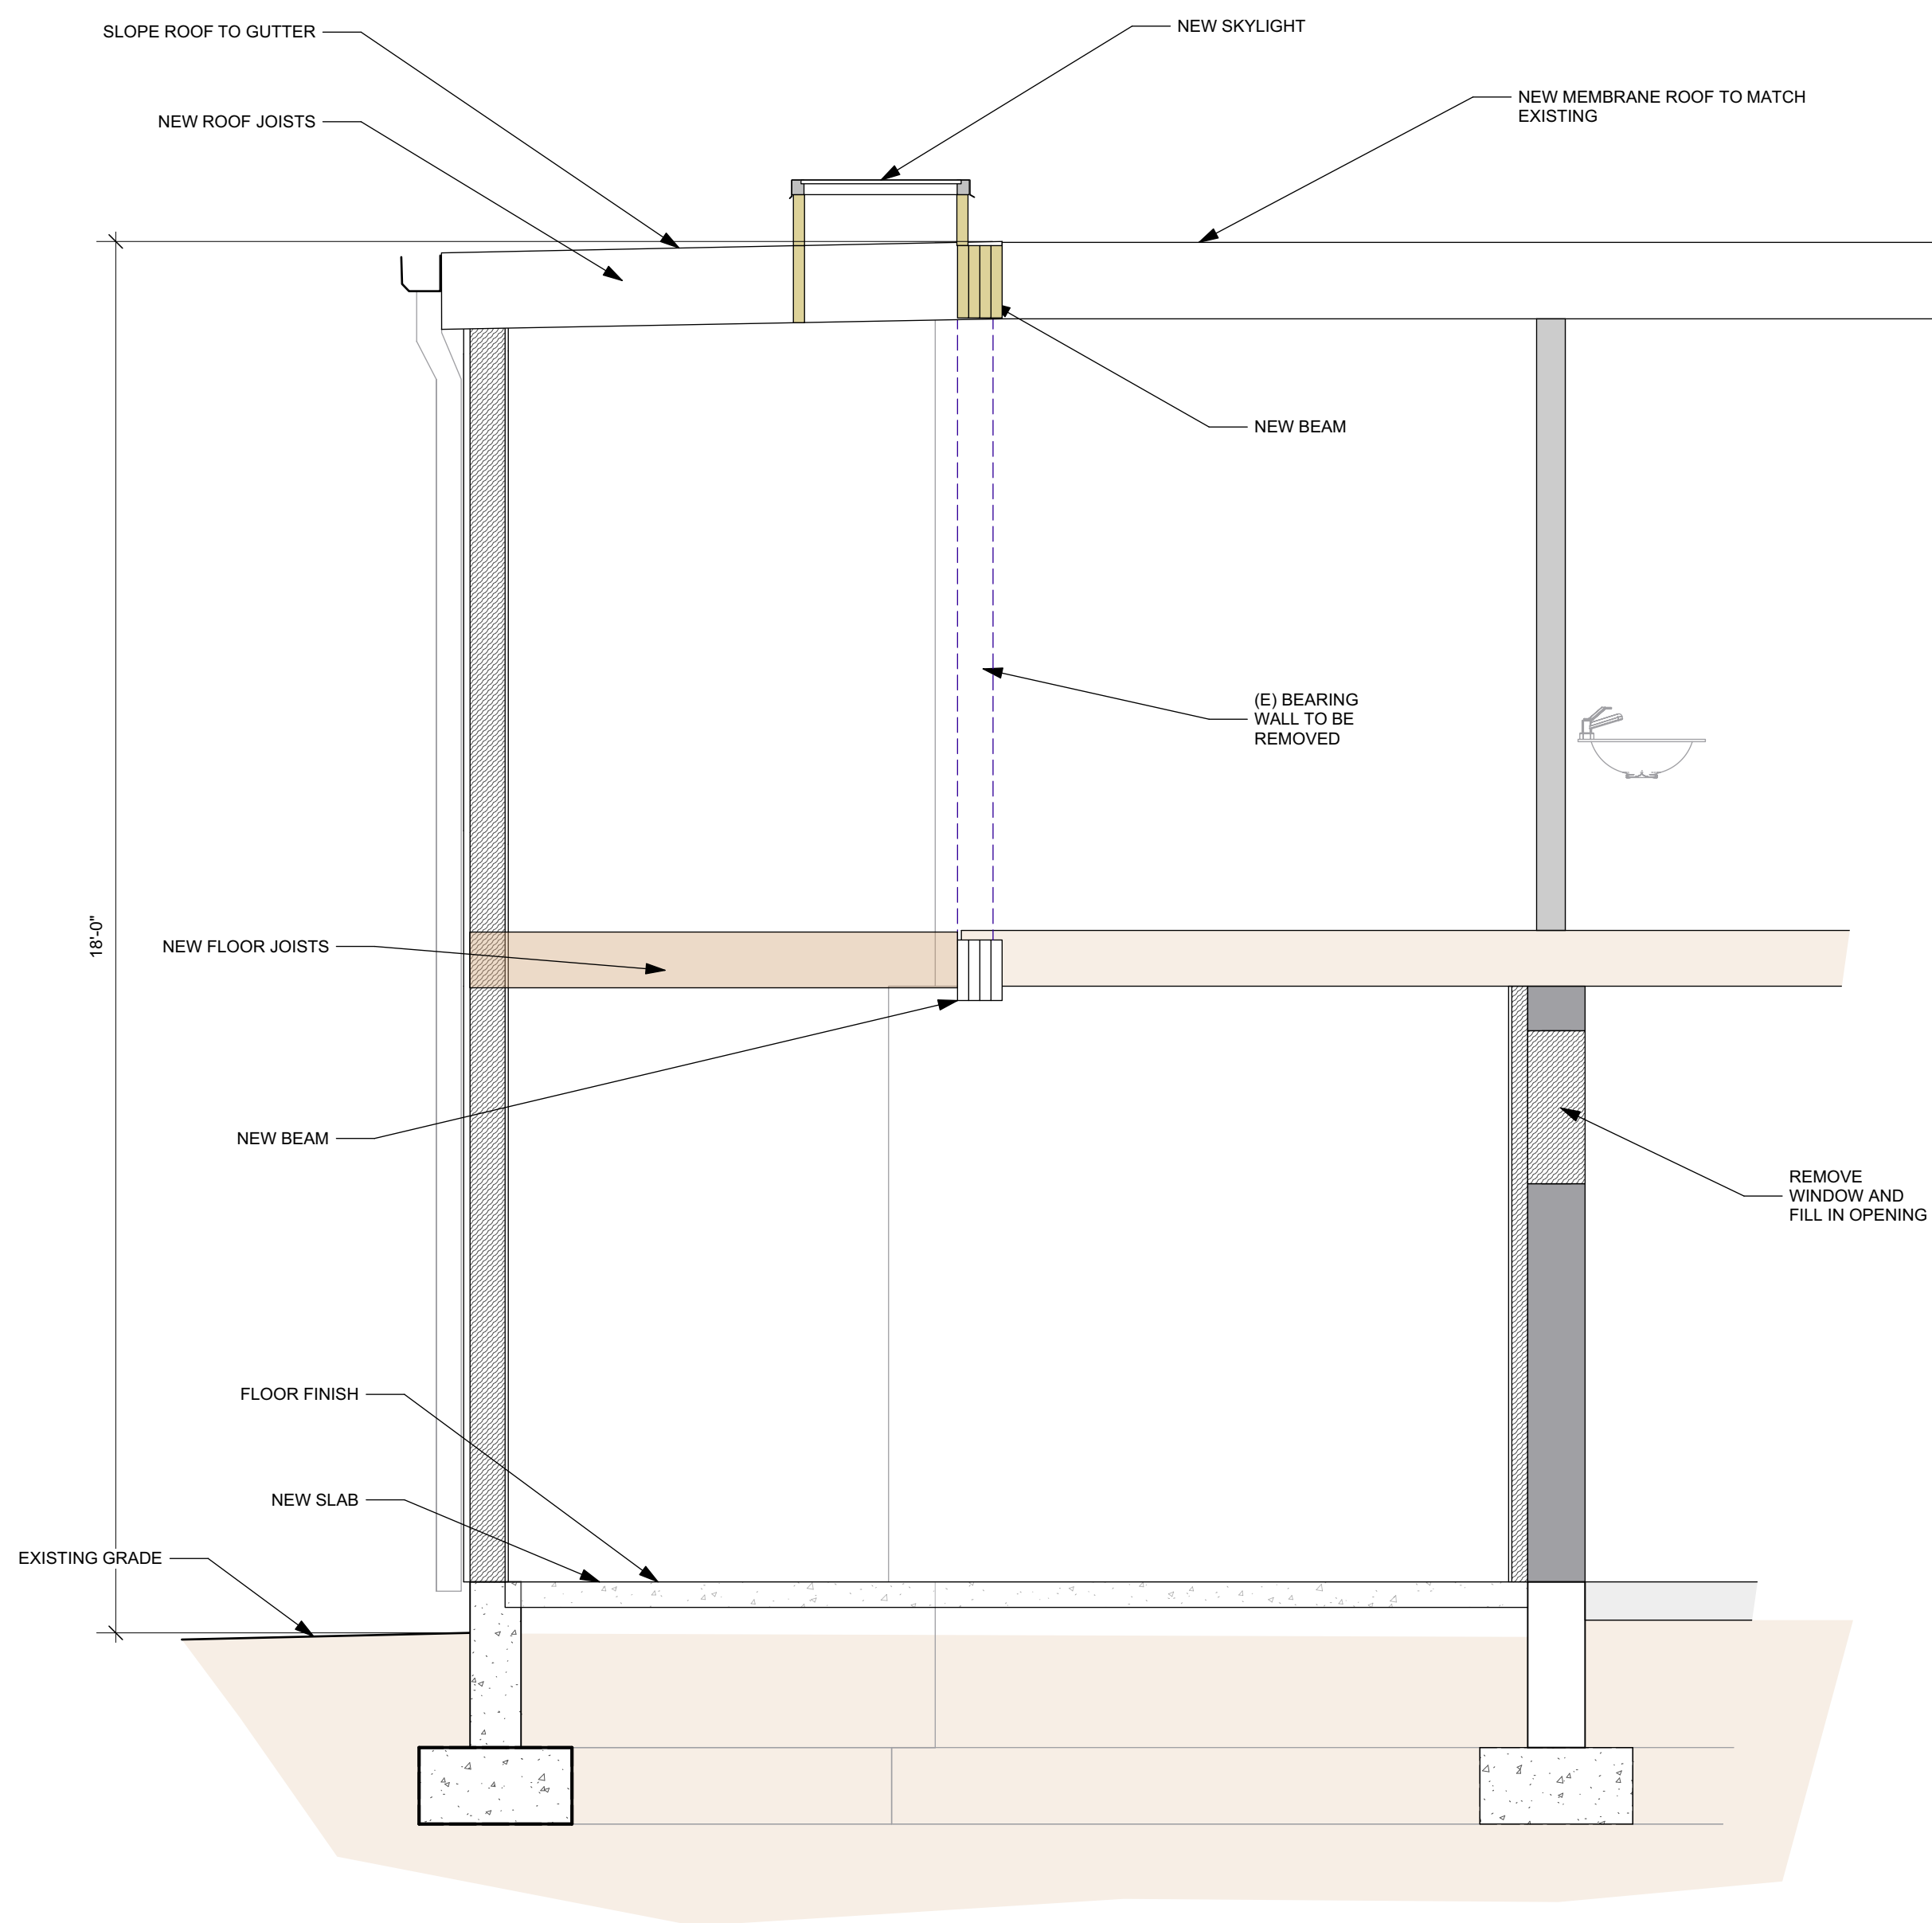 SLOPE ROOF TO GUTTER
NEW SKYLIGHT
NEW MEMBRANE ROOF TO MATCH
EXISTING
NEW ROOF JOISTS
NEW BEAM
(E) BEARING
WALL TO BE
REMOVED
18'-0"
NEW FLOOR JOISTS
NEW BEAM
REMOVE
WINDOW AND
FILL IN OPENING
FLOOR FINISH
NEW SLAB
EXISTING GRADE